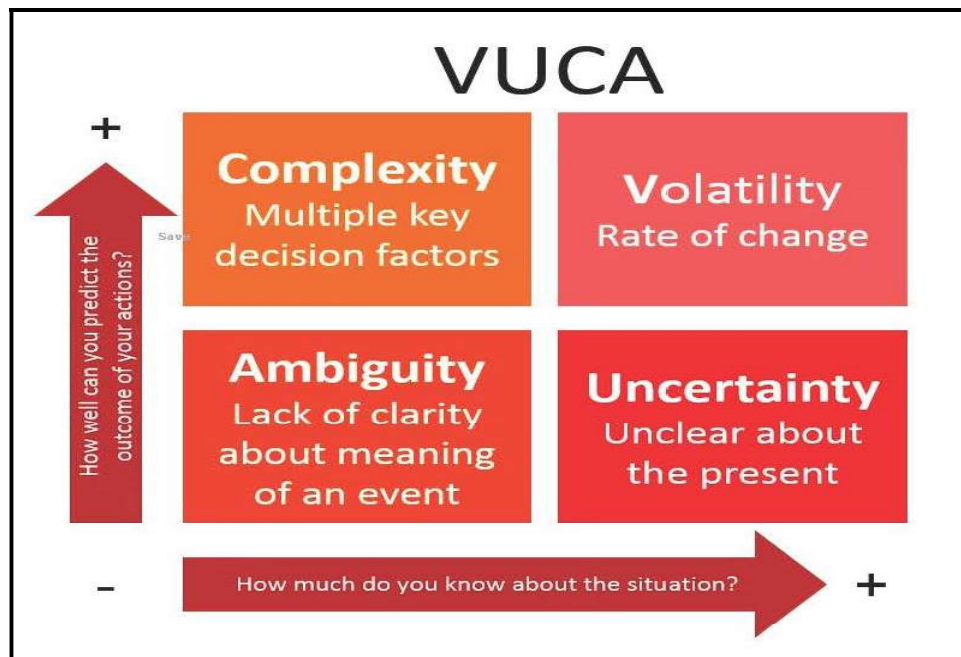 VUCA
+
Complexity
Multiple key
decision factors
Volatility
Rate of change
Save
How well can you predict the
outcome of your actions?
Ambiguity
Lack of clarity
about meaning
of an event
Uncertainty
Unclear about
the present
-
How much do you know about the situation?
+